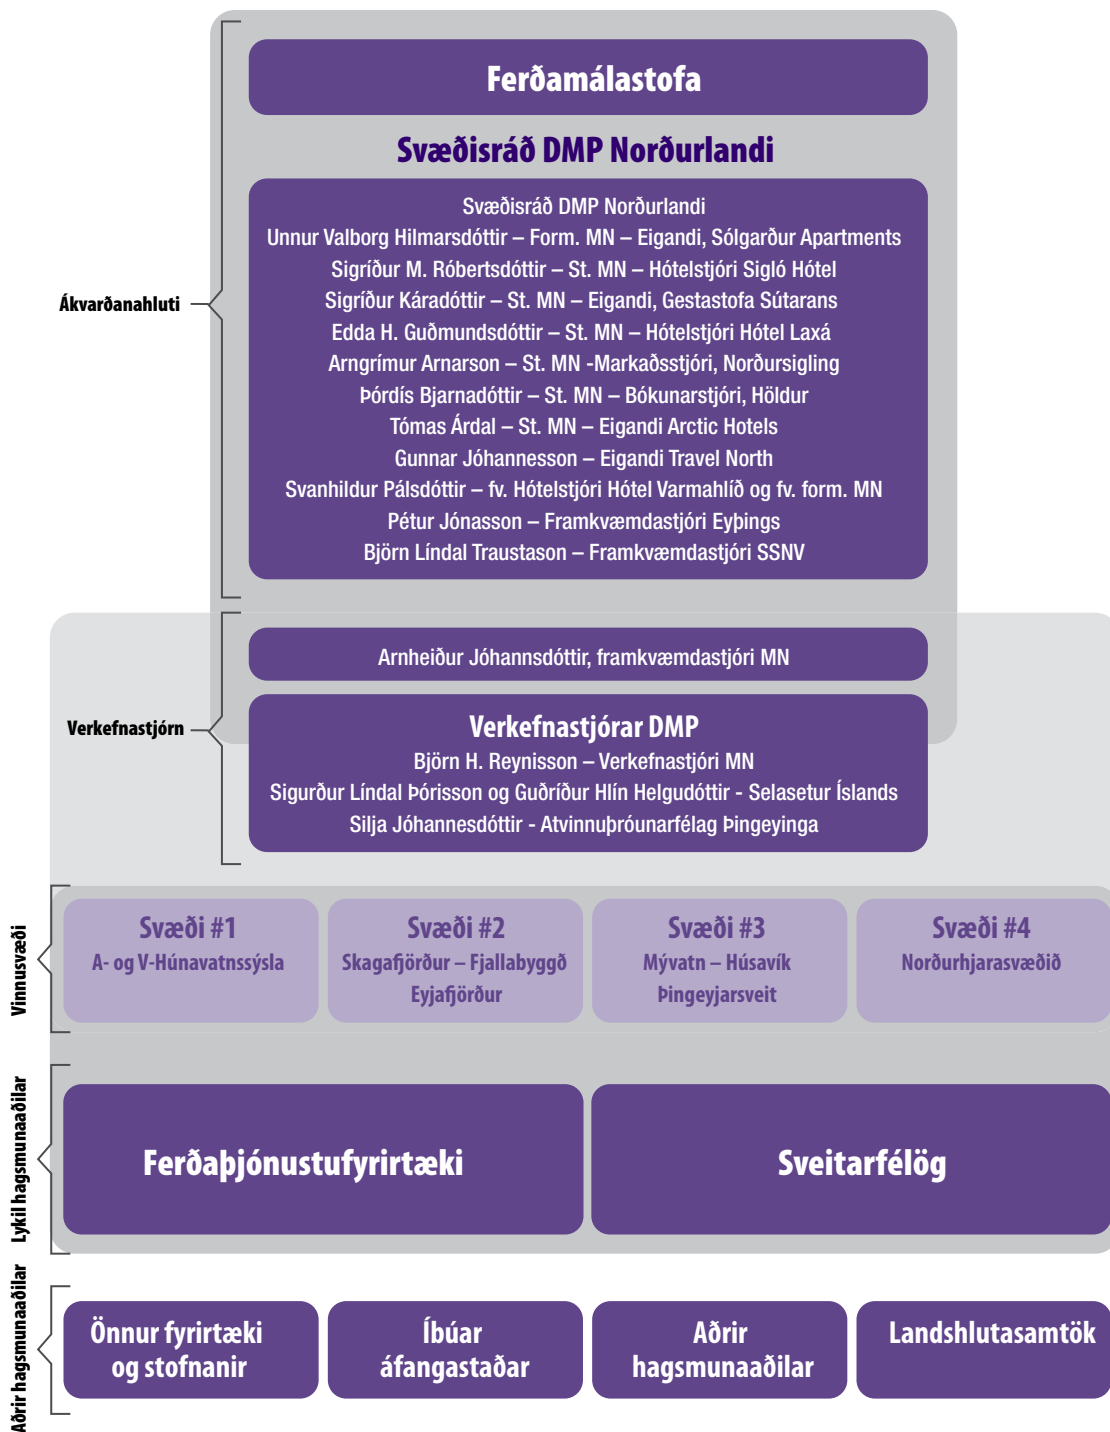 Ferðamálastofa
Svæðisráð DMP Norðurlandi
Ákvarðanahluti
Svæðisráð DMP Norðurlandi
Unnur Valborg Hilmarsdóttir – Form. MN – Eigandi, Sólgarður Apartments
Sigríður M. Róbertsdóttir – St. MN – Hótelstjóri Sigló Hótel
Sigríður Káradóttir – St. MN – Eigandi, Gestastofa Sútarans
Edda H. Guðmundsdóttir – St. MN – Hótelstjóri Hótel Laxá
Arngrímur Arnarson – St. MN -Markaðsstjóri, Norðursigling
Þórdís Bjarnadóttir – St. MN – Bókunarstjóri, Höldur
Tómas Árdal – St. MN – Eigandi Arctic Hotels
Gunnar Jóhannesson – Eigandi Travel North
Svanhildur Pálsdóttir – fv. Hótelstjóri Hótel Varmahlíð og fv. form. MN
Pétur Jónasson – Framkvæmdastjóri Eyþings
Björn Líndal Traustason – Framkvæmdastjóri SSNV
Verkefnastjórn
Arnheiður Jóhannsdóttir, framkvæmdastjóri MN
Verkefnastjórar DMP
Björn H. Reynisson – Verkefnastjóri MN
Sigurður Líndal Þórisson og Guðríður Hlín Helgudóttir - Selasetur Íslands
Silja Jóhannesdóttir - Atvinnuþróunarfélag Þingeyinga
Vinnusvæði
Svæði #1
A- og V-Húnavatnssýsla
Svæði #2
Skagafjörður – Fjallabyggð
Eyjafjörður
Svæði #3
Mývatn – Húsavík
Þingeyjarsveit
Svæði #4
Norðurhjarasvæðið
Lykil hagsmunaaðilar
Ferðaþjónustufyrirtæki
Sveitarfélög
Aðrir hagsmunaaðilar
Önnur fyrirtæki
og stofnanir
Íbúar
áfangastaðar
Aðrir
hagsmunaaðilar
Landshlutasamtök